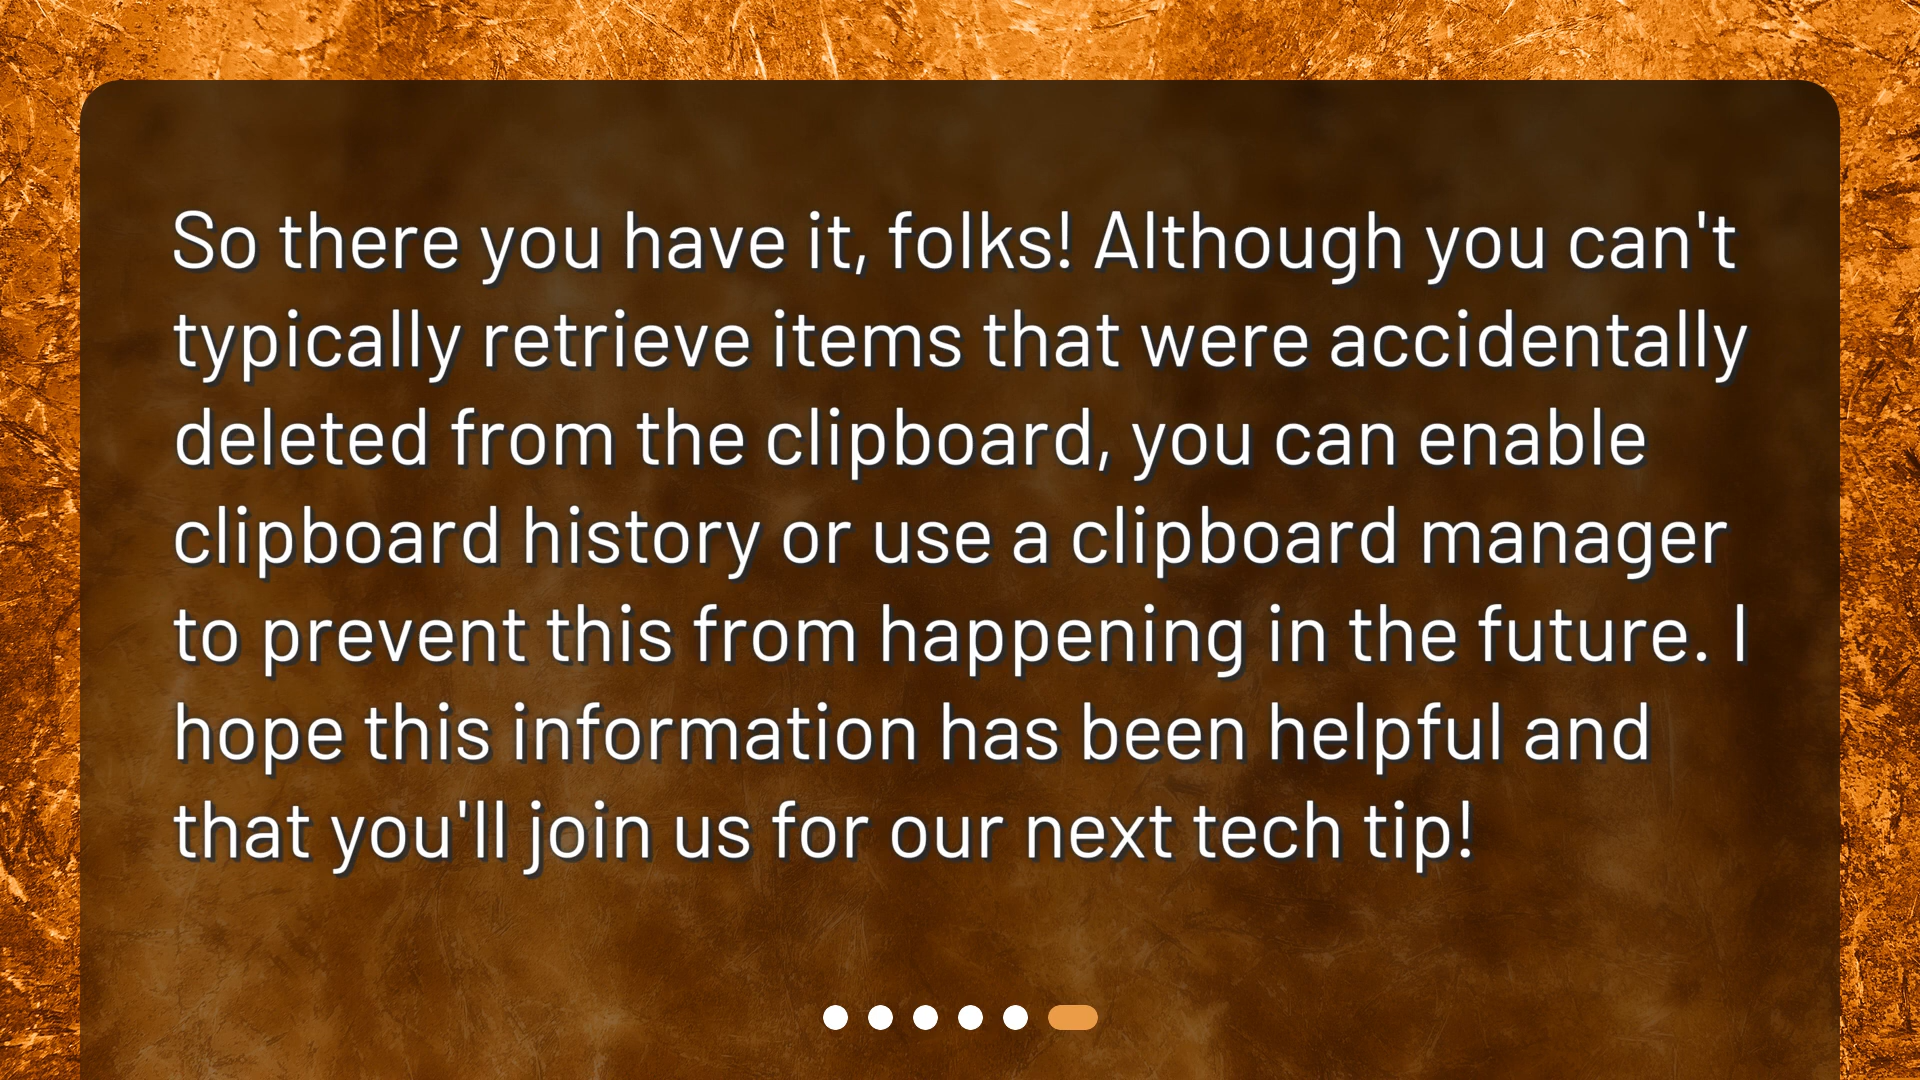 So there you have it, folks! Although you can't
typically retrieve items that were accidentally
deleted from the clipboard, you can enable
clipboard history or use a clipboard manager
to prevent this from happening in the future. I
hope this information has been helpful and
that you'll join us for our next tech tip!